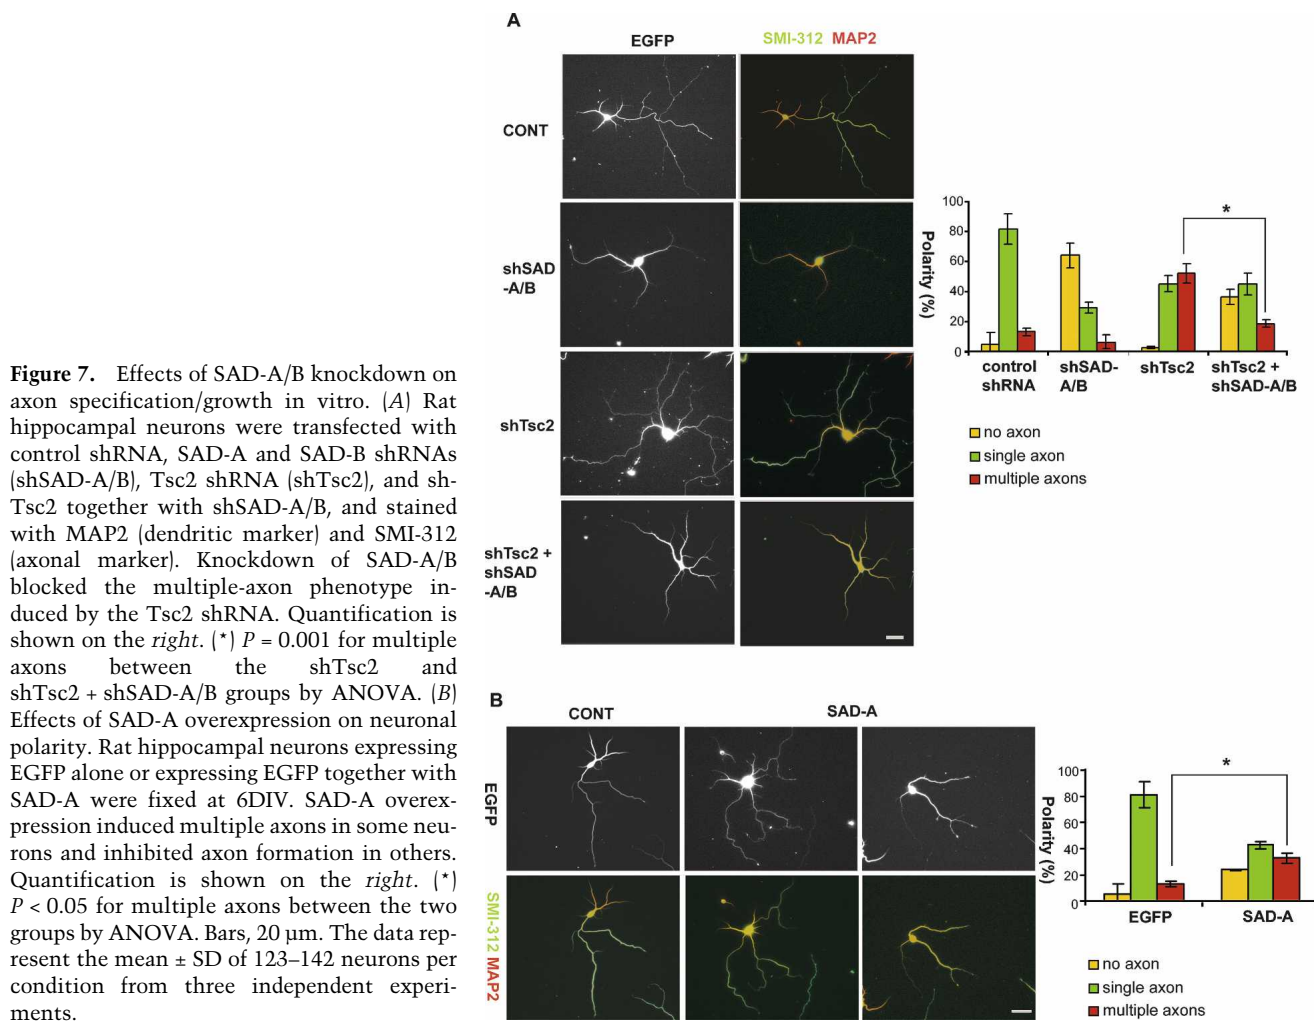 Figure 7. Effects of SAD-A/B knockdown on
axon specification/growth in vitro. (A) Rat
hippocampal neurons were transfected with
control shRNA, SAD-A and SAD-B shRNAs
(shSAD-A/B), Tsc2 shRNA (shTsc2), and sh-
Tsc2 together with shSAD-A/B, and stained
with MAP2 (dendritic marker) and SMI-312
(axonal marker). Knockdown of SAD-A/B
blocked the multiple-axon phenotype in-
duced by the Tsc2 shRNA. Quantification is
shown on the right. (*) P = 0.001 for multiple
axons between the shTsc2 and
shTsc2 + shSAD-A/B groups by ANOVA. (B)
Effects of SAD-A overexpression on neuronal
polarity. Rat hippocampal neurons expressing
EGFP alone or expressing EGFP together with
SAD-A were fixed at 6DIV. SAD-A overex-
pression induced multiple axons in some neu-
rons and inhibited axon formation in others.
Quantification is shown on the right. (*)
P < 0.05 for multiple axons between the two
groups by ANOVA. Bars, 20 μm. The data rep-
resent the mean ± SD of 123–142 neurons per
condition from three independent experi-
ments.
A
EGFP
SMI-312 MAP2
CONT
shSAD
-A/B
shTsc2
shTsc2 +
shSAD
-A/B
Polarity (%)
100
80
60
40
20
0
*
control
shRNA
shSAD-
A/B
shTsc2
shTsc2 +
shSAD-A/B
no axon
single axon
multiple axons
B
CONT
SAD-A
EGFP
SMI-312 MAP2
Polarity (%)
100
80
60
40
20
0
*
EGFP
SAD-A
no axon
single axon
multiple axons